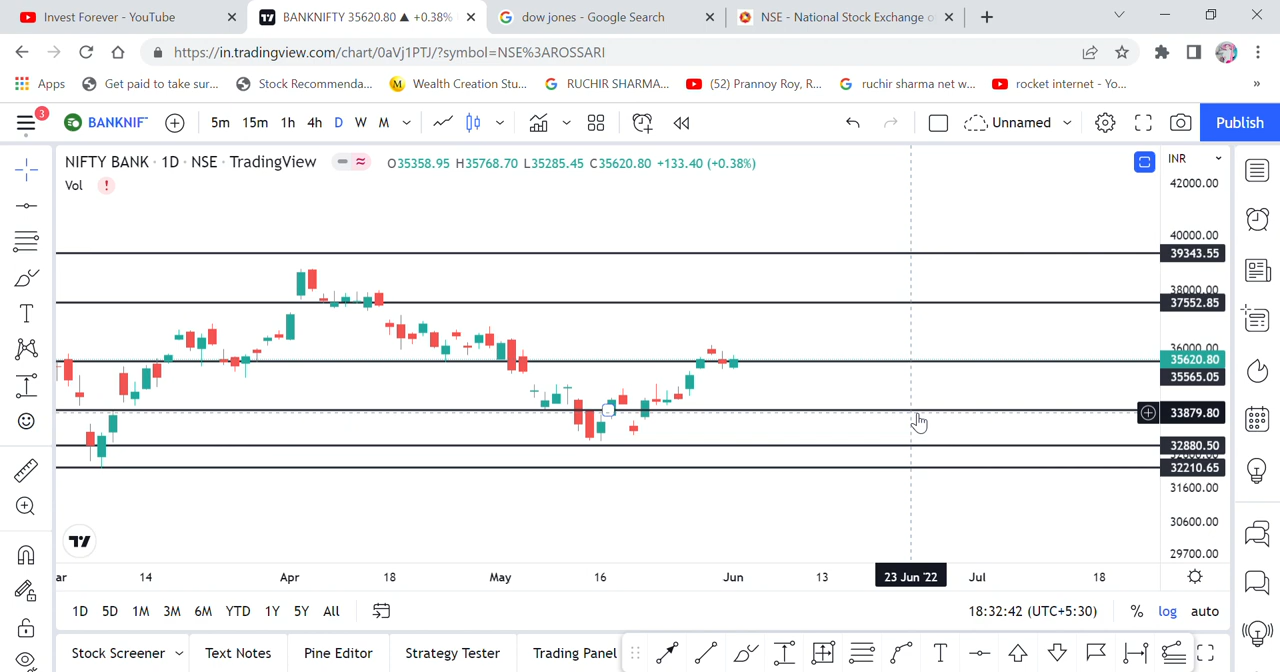 Invest Forever - YouTube
BANKNIFTY 35620.80 ▲ +0.38%
dow jones - Google Search
NSE - National Stock Exchange o
https://in.tradingview.com/chart/0aVj1PTJ/?symbol=NSE%3AROSSARI
Apps
Get paid to take sur...
Stock Recommenda...
Wealth Creation Stu...
RUCHIR SHARMA...
(52) Prannoy Roy, R...
ruchir sharma net w...
rocket internet - Yo...
»
3
BANKNIF
5m 15m 1h 4h D W M
Unnamed
Publish
NIFTY BANK · 1D · NSE · TradingView
O35358.95 H35768.70 L35285.45 C35620.80 +133.40 (+0.38%)
INR
Vol !
42000.00
40000.00
39343.55
38000.00
37552.85
36000.00
35620.80
35565.05
33879.80
32880.50
32210.65
31600.00
30600.00
29700.00
14 Apr 18 May 16 Jun 13 23 Jun '22 Jul 18
1D 5D 1M 3M 6M YTD 1Y 5Y All
18:32:42 (UTC+5:30)
% log auto
Stock Screener
Text Notes
Pine Editor
Strategy Tester
Trading Panel